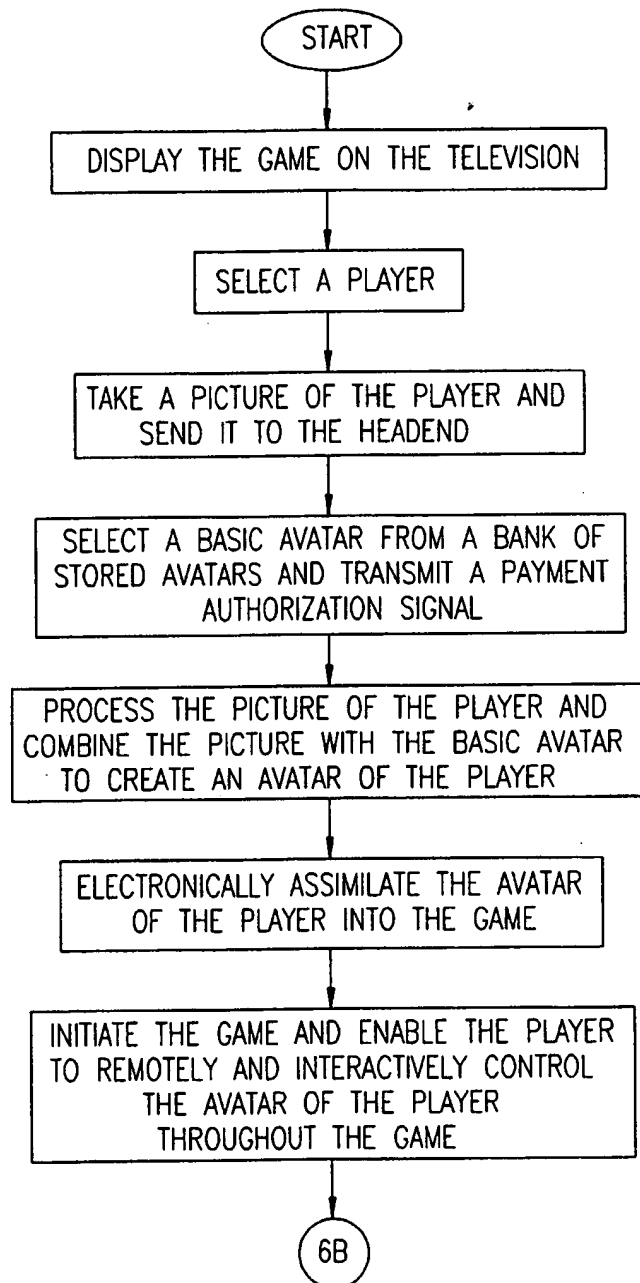 START
DISPLAY THE GAME ON THE TELEVISION
SELECT A PLAYER
TAKE A PICTURE OF THE PLAYER AND
SEND IT TO THE HEADEND
SELECT A BASIC AVATAR FROM A BANK OF
STORED AVATARS AND TRANSMIT A PAYMENT
AUTHORIZATION SIGNAL
PROCESS THE PICTURE OF THE PLAYER AND
COMBINE THE PICTURE WITH THE BASIC AVATAR
TO CREATE AN AVATAR OF THE PLAYER
ELECTRONICALLY ASSIMILATE THE AVATAR
OF THE PLAYER INTO THE GAME
INITIATE THE GAME AND ENABLE THE PLAYER
TO REMOTELY AND INTERACTIVELY CONTROL
THE AVATAR OF THE PLAYER
THROUGHOUT THE GAME
6B